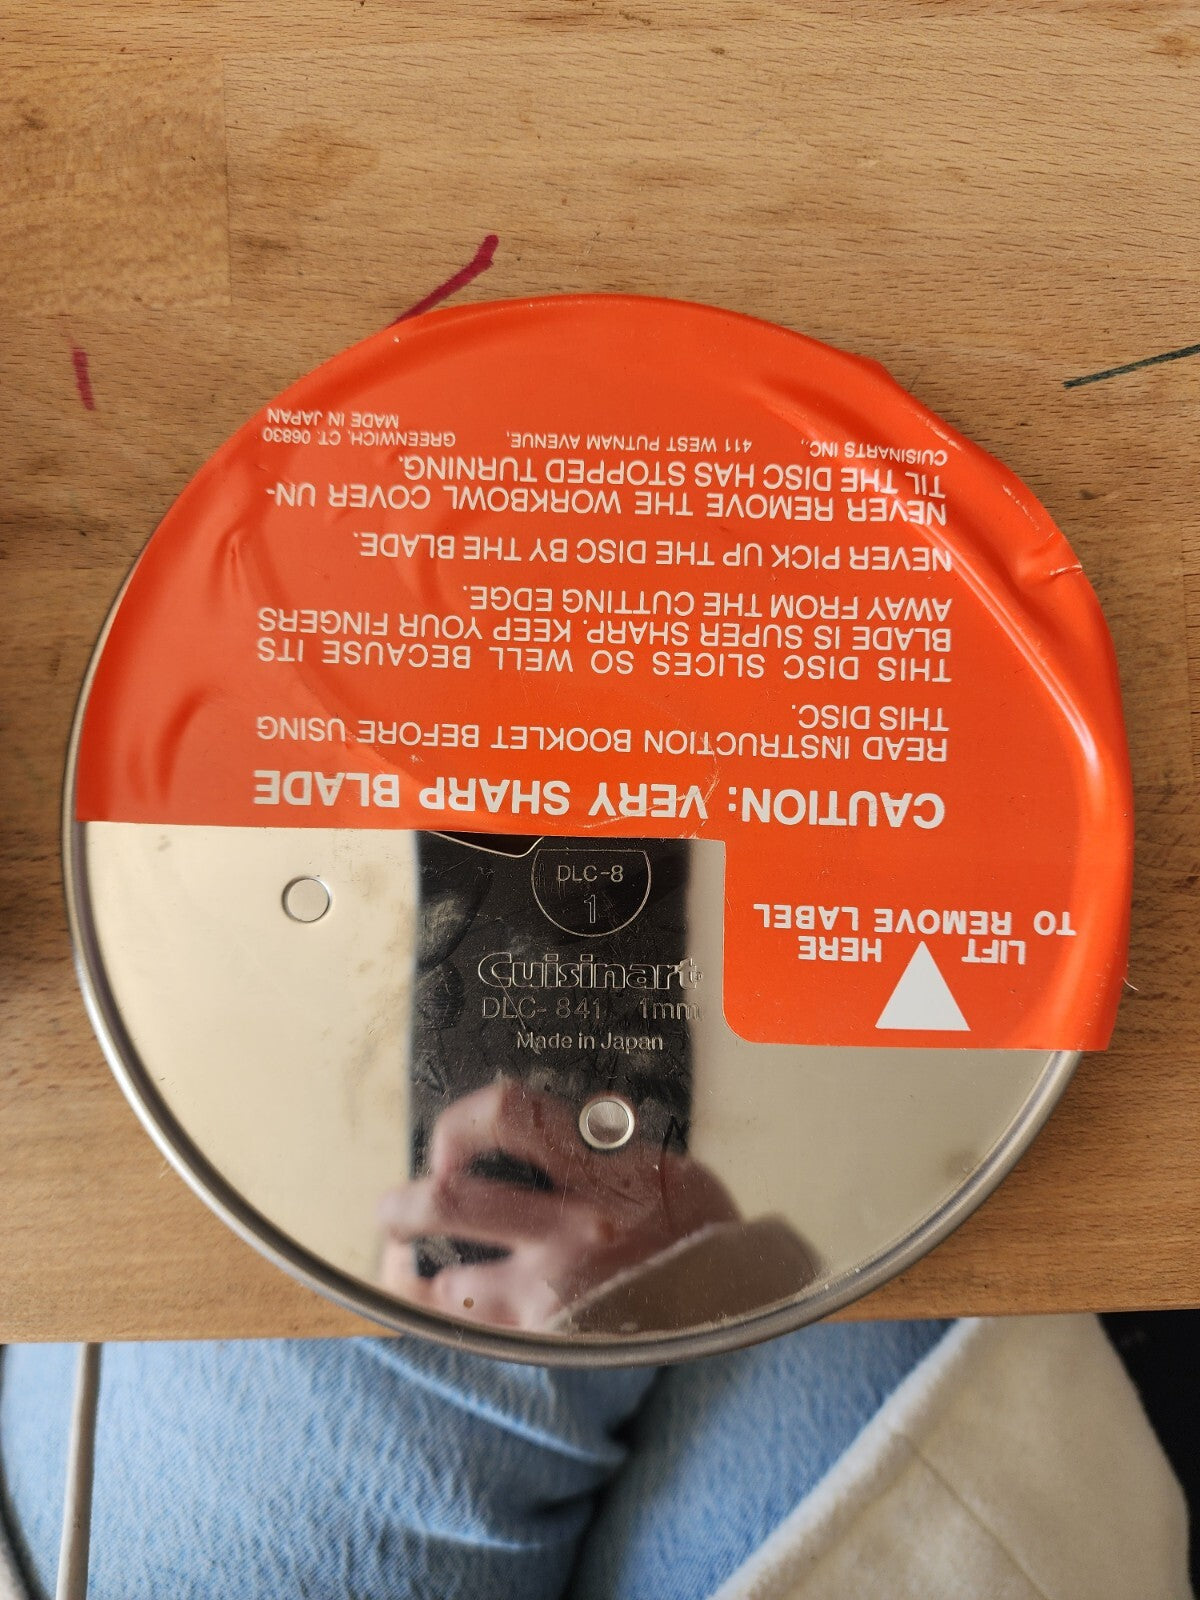 CAUTION: VERY SHARP BLADE
READ INSTRUCTION BOOKLET BEFORE USING
THIS DISC.
THIS DISC SLICES SO WELL BECAUSE ITS
BLADE IS SUPER SHARP. KEEP YOUR FINGERS
AWAY FROM THE CUTTING EDGE.
NEVER PICK UP THE DISC BY THE BLADE.
NEVER REMOVE THE WORKBOWL COVER UN-
TIL THE DISC HAS STOPPED TURNING.
CUISINARTS INC., 411 WEST PUTNAM AVENUE, GREENWICH, CT. 06830
MADE IN JAPAN
LIFT HERE
TO REMOVE LABEL
DLC-8
1
Cuisinart
DLC-841 1mm
Made in Japan